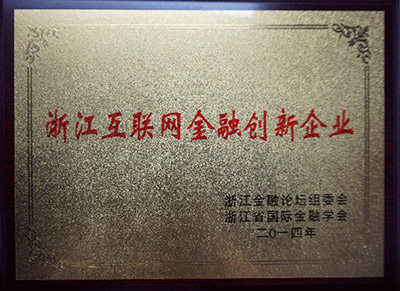 浙江互联网金融创新企业
浙江金融论坛组委会
浙江省国际金融学会
二〇一四年